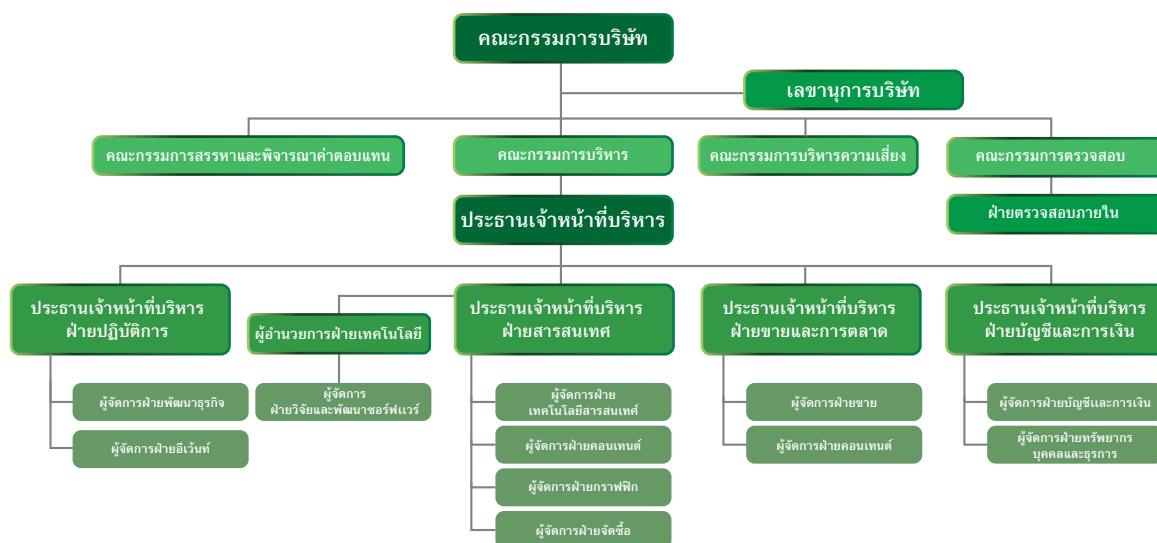 คณะกรรมการบริษัท
เลขานุการบริษัท
คณะกรรมการสรรหาและพิจารณาค่าตอบแทน
คณะกรรมการบริหาร
คณะกรรมการบริหารความเสี่ยง
คณะกรรมการตรวจสอบ
ประธานเจ้าหน้าที่บริหาร
ฝ่ายตรวจสอบภายใน
ประธานเจ้าหน้าที่บริหาร
ฝ่ายปฏิบัติการ
ผู้อำนวยการฝ่ายเทคโนโลยี
ประธานเจ้าหน้าที่บริหาร
ฝ่ายสารสนเทศ
ประธานเจ้าหน้าที่บริหาร
ฝ่ายขายและการตลาด
ประธานเจ้าหน้าที่บริหาร
ฝ่ายบัญชีและการเงิน
ผู้จัดการฝ่ายพัฒนาธุรกิจ
ผู้จัดการฝ่ายอีเว้นท์
ผู้จัดการ
ฝ่ายวิจัยและพัฒนาซอร์ฟแวร์
ผู้จัดการฝ่าย
เทคโนโลยีสารสนเทศ
ผู้จัดการฝ่ายคอนเทนต์
ผู้จัดการฝ่ายกราฟฟิก
ผู้จัดการฝ่ายจัดซื้อ
ผู้จัดการฝ่ายขาย
ผู้จัดการฝ่ายคอนเทนต์
ผู้จัดการฝ่ายบัญชีและการเงิน
ผู้จัดการฝ่ายทรัพยากร
บุคคลและธุรการ